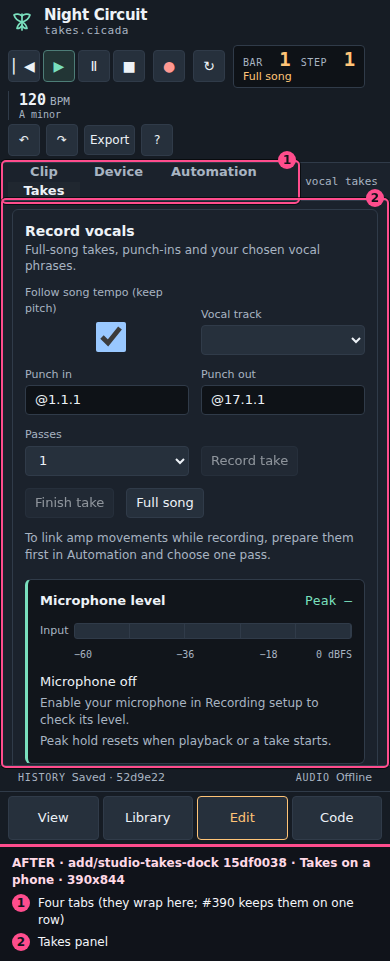 Night Circuit
takes.cicada
BAR 1 STEP 1
Full song
120 BPM
A minor
Export ?
Clip Device Automation 1
Takes
vocal takes
2
Record vocals
Full-song takes, punch-ins and your chosen vocal
phrases.
Follow song tempo (keep
pitch)
Vocal track
Punch in Punch out
@1.1.1 @17.1.1
Passes
1 Record take
Finish take Full song
To link amp movements while recording, prepare them
first in Automation and choose one pass.
Microphone level Peak —
Input
−60 −36 −18 0 dBFS
Microphone off
Enable your microphone in Recording setup to
check its level.
Peak hold resets when playback or a take starts.
HISTORY Saved · 52d9e22 AUDIO Offline
View Library Edit Code
AFTER · add/studio-takes-dock 15df0038 · Takes on a
phone · 390x844
1 Four tabs (they wrap here; #390 keeps them on one
row)
2 Takes panel